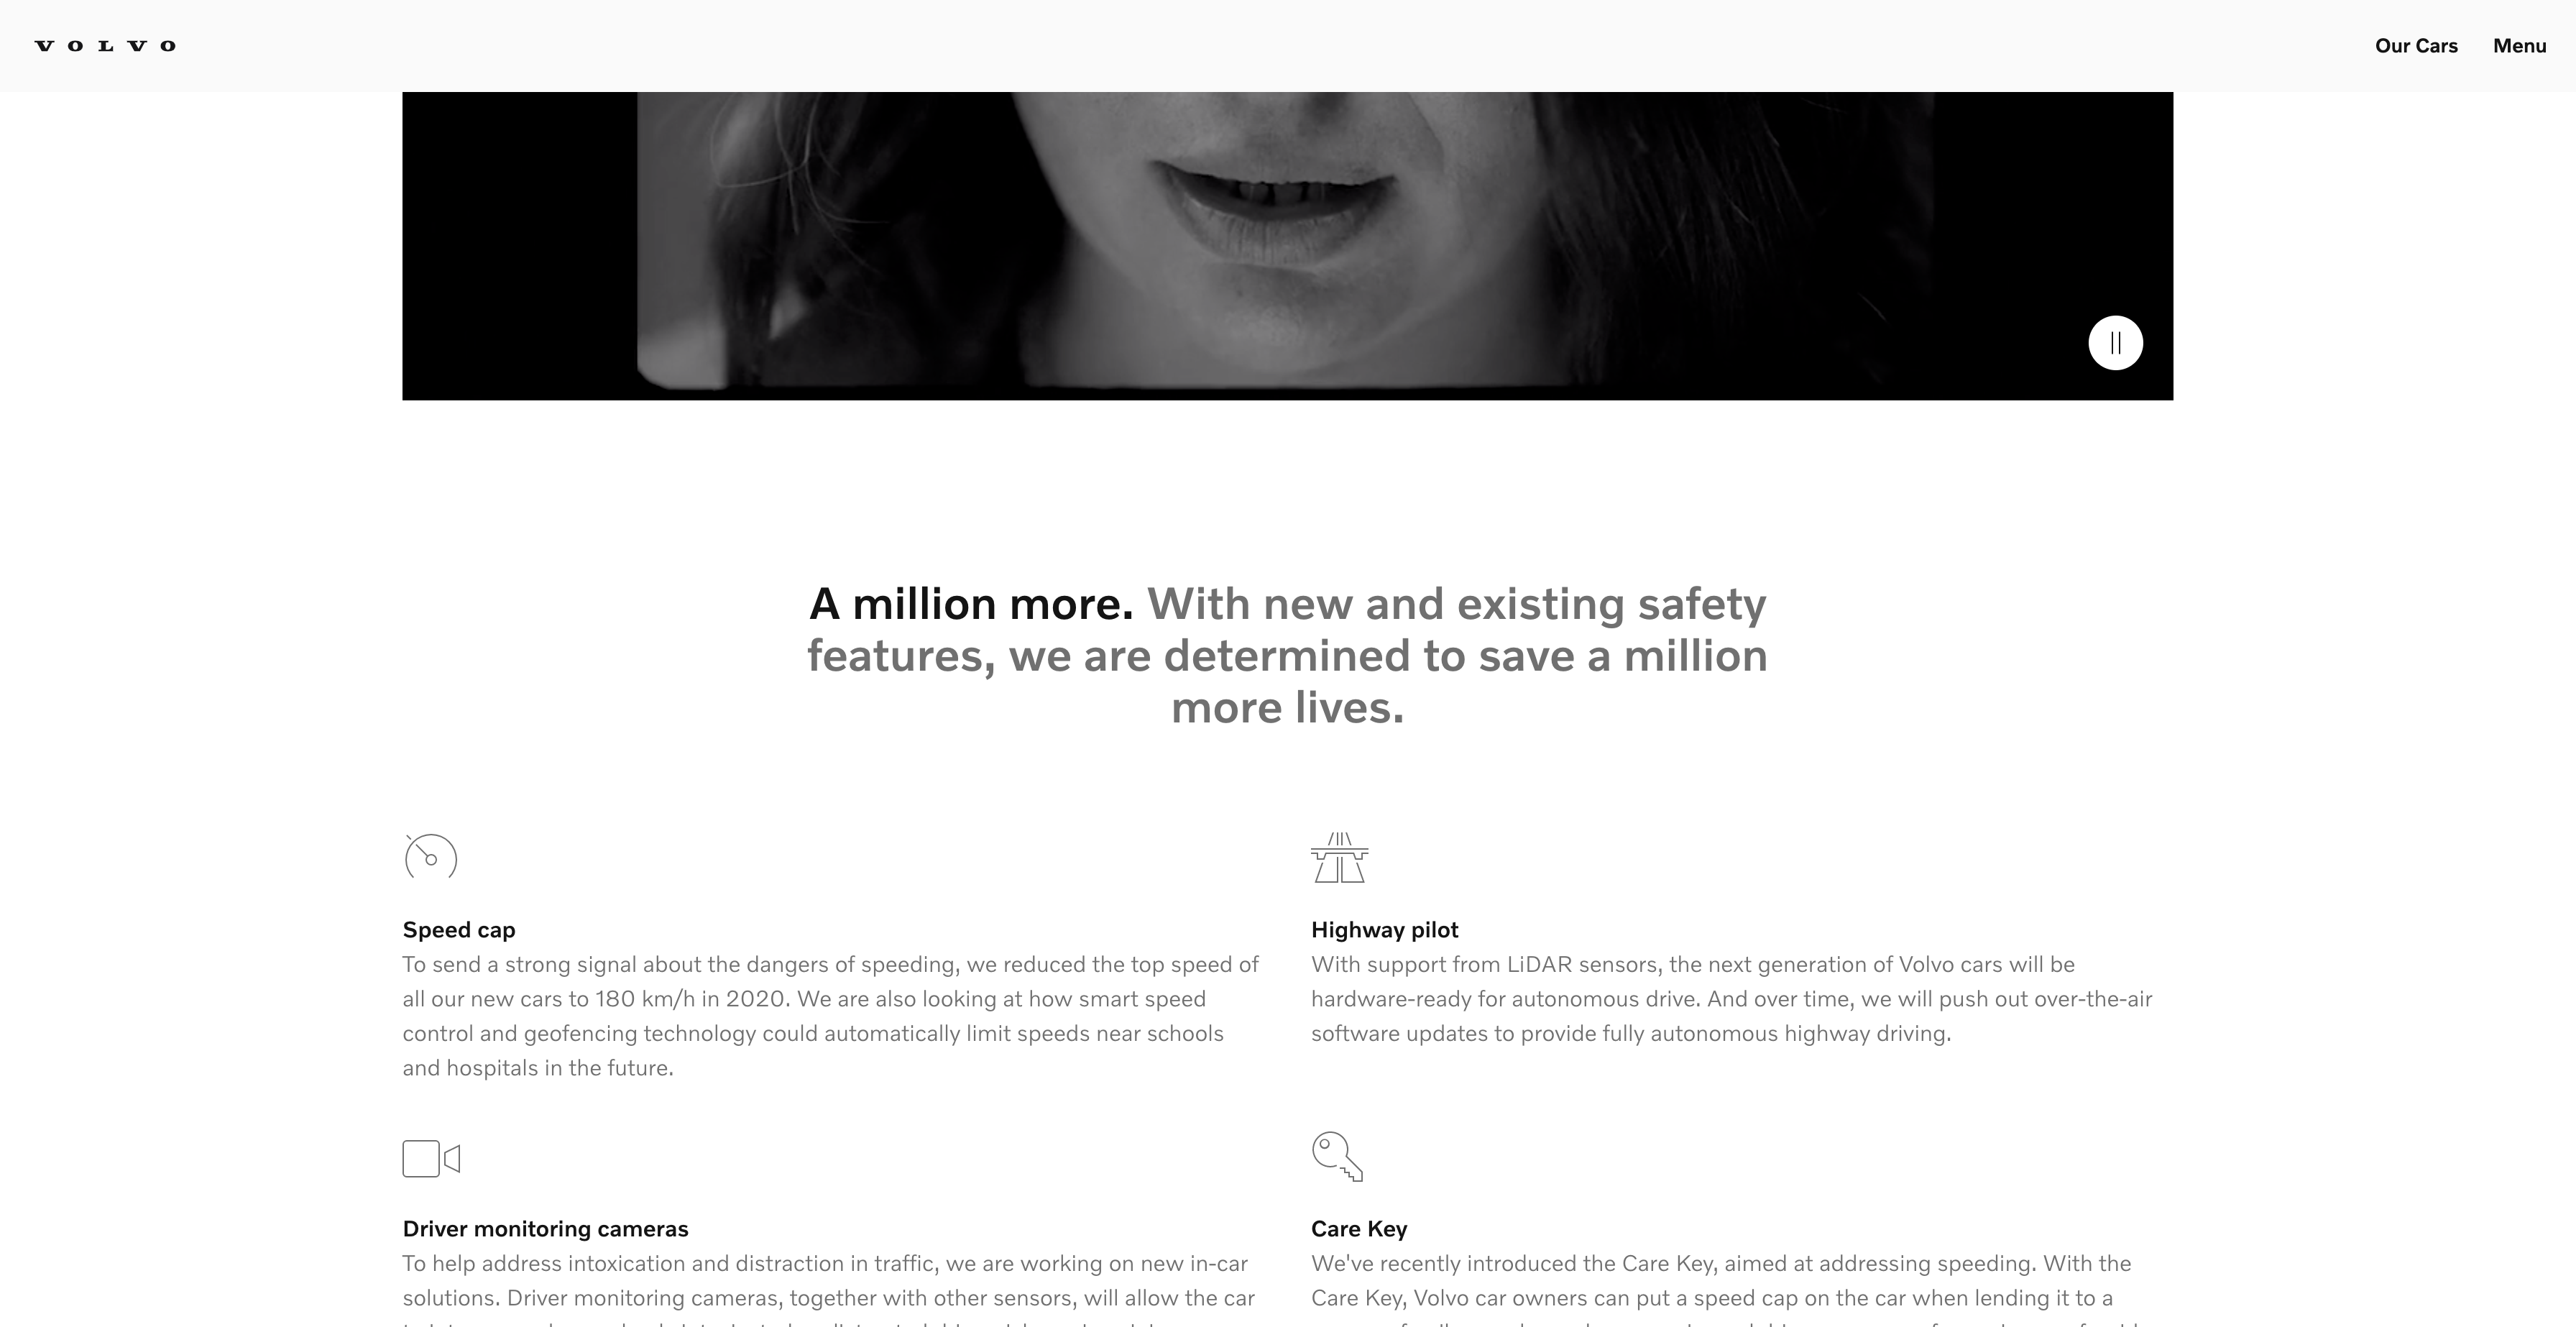 VOLVO
Our Cars Menu
A million more. With new and existing safety
features, we are determined to save a million
more lives.
Speed cap
To send a strong signal about the dangers of speeding, we reduced the top speed of
all our new cars to 180 km/h in 2020. We are also looking at how smart speed
control and geofencing technology could automatically limit speeds near schools
and hospitals in the future.
Highway pilot
With support from LiDAR sensors, the next generation of Volvo cars will be
hardware-ready for autonomous drive. And over time, we will push out over-the-air
software updates to provide fully autonomous highway driving.
Driver monitoring cameras
To help address intoxication and distraction in traffic, we are working on new in-car
solutions. Driver monitoring cameras, together with other sensors, will allow the car
Care Key
We've recently introduced the Care Key, aimed at addressing speeding. With the
Care Key, Volvo car owners can put a speed cap on the car when lending it to a